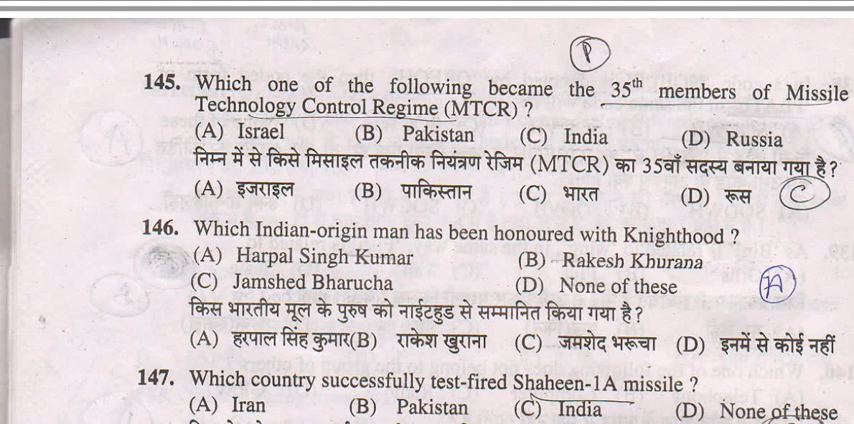 P
145. Which one of the following became the 35th members of Missile
Technology Control Regime (MTCR) ?
(A) Israel (B) Pakistan (C) India (D) Russia
निम्न में से किसे मिसाइल तकनीक नियंत्रण रेजिम (MTCR) का 35वाँ सदस्य बनाया गया है?
(A) इजराइल (B) पाकिस्तान (C) भारत (D) रूस C
146. Which Indian-origin man has been honoured with Knighthood ?
(A) Harpal Singh Kumar (B) Rakesh Khurana
(C) Jamshed Bharucha (D) None of these A
किस भारतीय मूल के पुरुष को नाईटहुड से सम्मानित किया गया है?
(A) हरपाल सिंह कुमार(B) राकेश खुराना (C) जमशेद भरूचा (D) इनमें से कोई नहीं
147. Which country successfully test-fired Shaheen-1A missile ?
(A) Iran (B) Pakistan (C) India (D) None of these